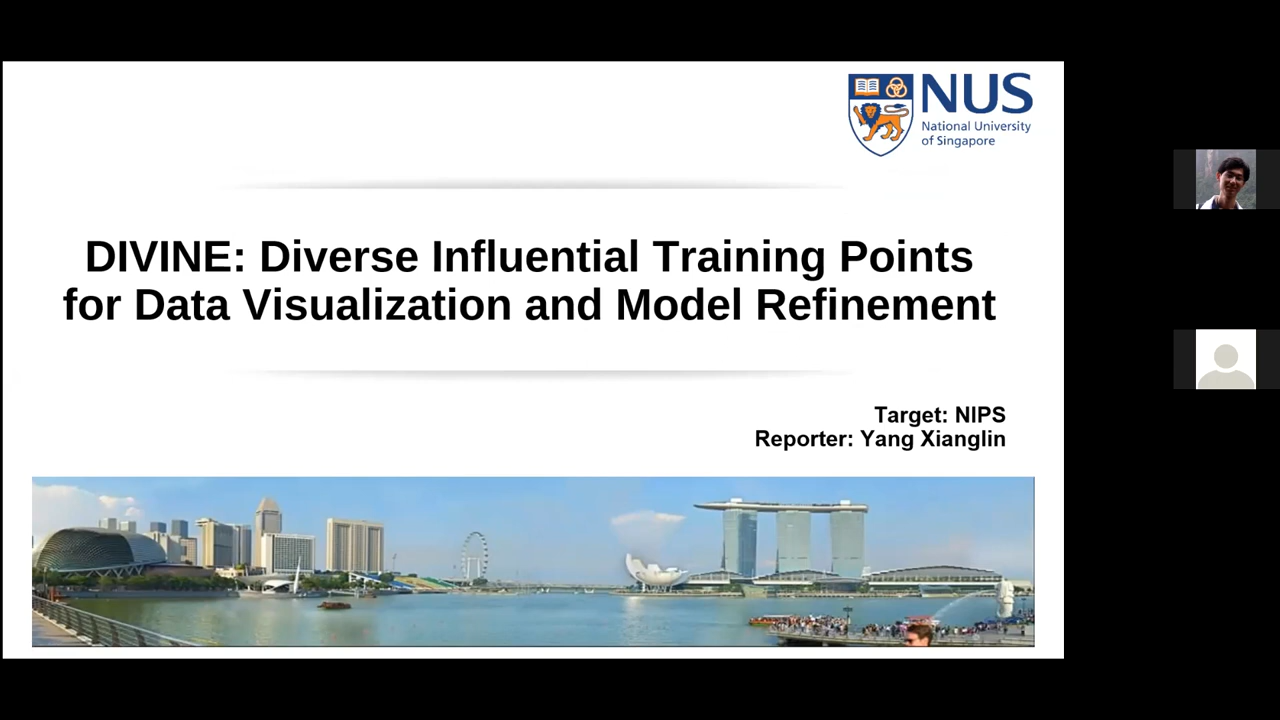 NUS
National University
of Singapore
DIVINE: Diverse Influential Training Points
for Data Visualization and Model Refinement
Target: NIPS
Reporter: Yang Xianglin